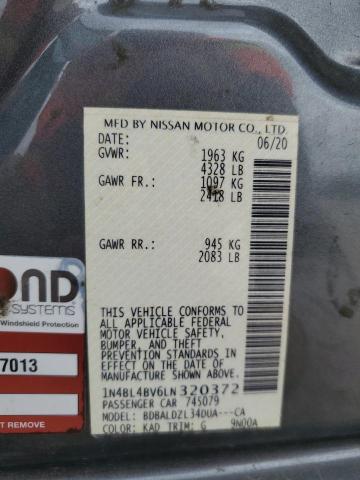 MFD BY NISSAN MOTOR CO., LTD.
DATE: 06/20
GVWR: 1963 KG
4328 LB
GAWR FR: 1097 KG
2418 LB
GAWR RR: 945 KG
2083 LB
THIS VEHICLE CONFORMS TO
ALL APPLICABLE FEDERAL
MOTOR VEHICLE SAFETY,
BUMPER, AND THEFT
PREVENTION STANDARDS
IN EFFECT ON THE DATE OF
MANUFACTURE SHOWN
ABOVE.
1N4BL4BV6LN320372
PASSENGER CAR 745079
MODEL: BDBALDZL34DUA---CA
COLOR: KAD TRIM: G 9N00A
OND
SYSTEMS
Windshield Protection
7013